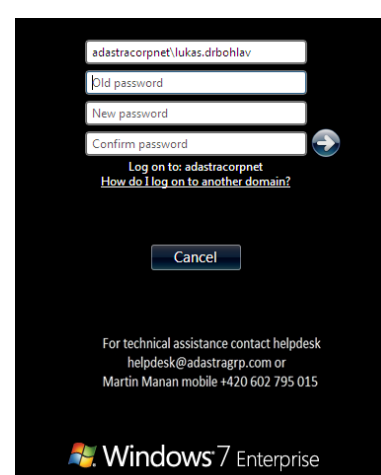 adastracorpnet\lukas.drbohlav
Old password
New password
Confirm password
Log on to: adastracorpnet
How do I log on to another domain?
Cancel
For technical assistance contact helpdesk
helpdesk@adastragrp.com or
Martin Manan mobile +420 602 795 015
Windows 7 Enterprise